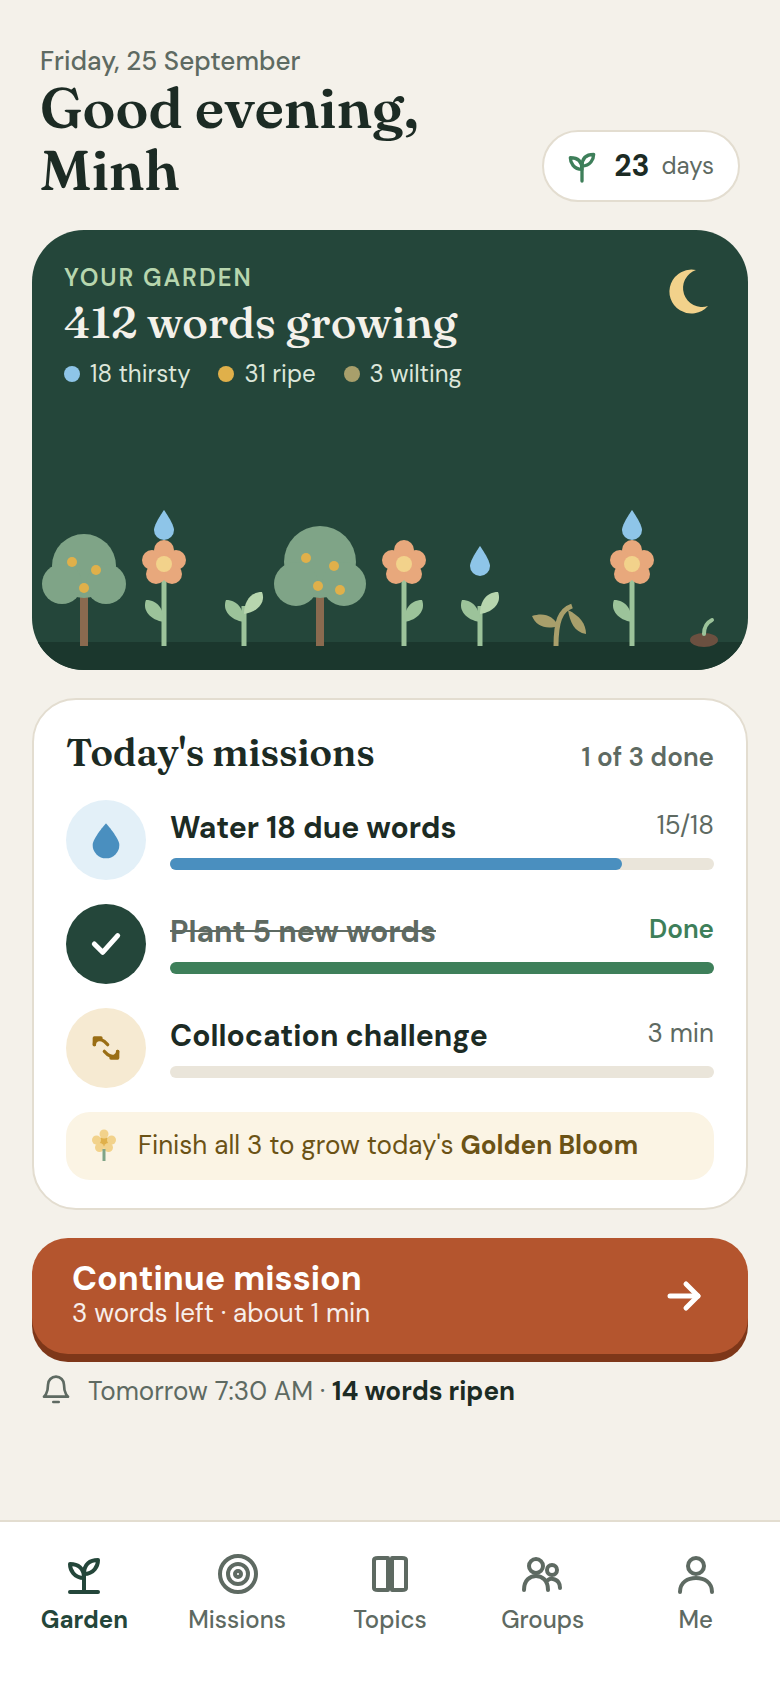 Friday, 25 September
Good evening,
Minh
23 days
YOUR GARDEN
412 words growing
18 thirsty
31 ripe
3 wilting
Today's missions
1 of 3 done
Water 18 due words
15/18
Plant 5 new words
Done
Collocation challenge
3 min
Finish all 3 to grow today's Golden Bloom
Continue mission
3 words left · about 1 min
Tomorrow 7:30 AM · 14 words ripen
Garden
Missions
Topics
Groups
Me